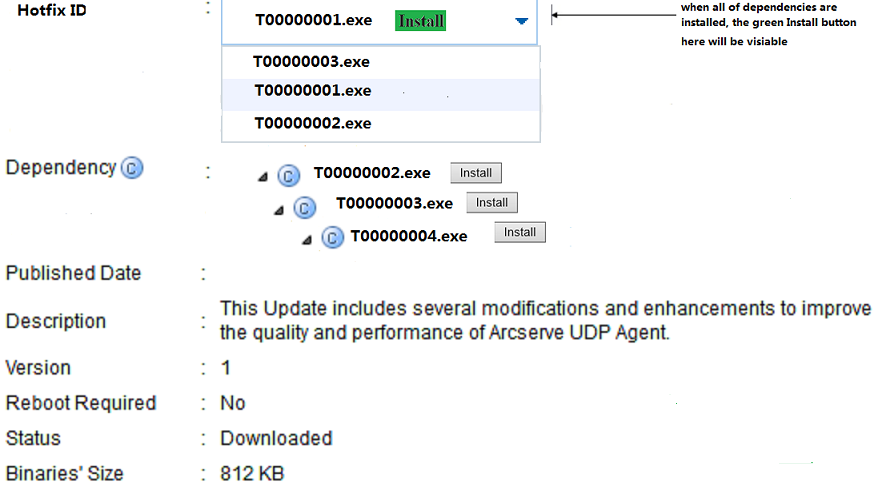 Hotfix ID : T00000001.exe Install
when all of dependencies are
installed, the green Install button
here will be visiable
T00000003.exe
T00000001.exe
T00000002.exe
Dependency C : C T00000002.exe Install
C T00000003.exe Install
C T00000004.exe Install
Published Date :
Description : This Update includes several modifications and enhancements to improve
the quality and performance of Arcserve UDP Agent.
Version : 1
Reboot Required : No
Status : Downloaded
Binaries' Size : 812 KB